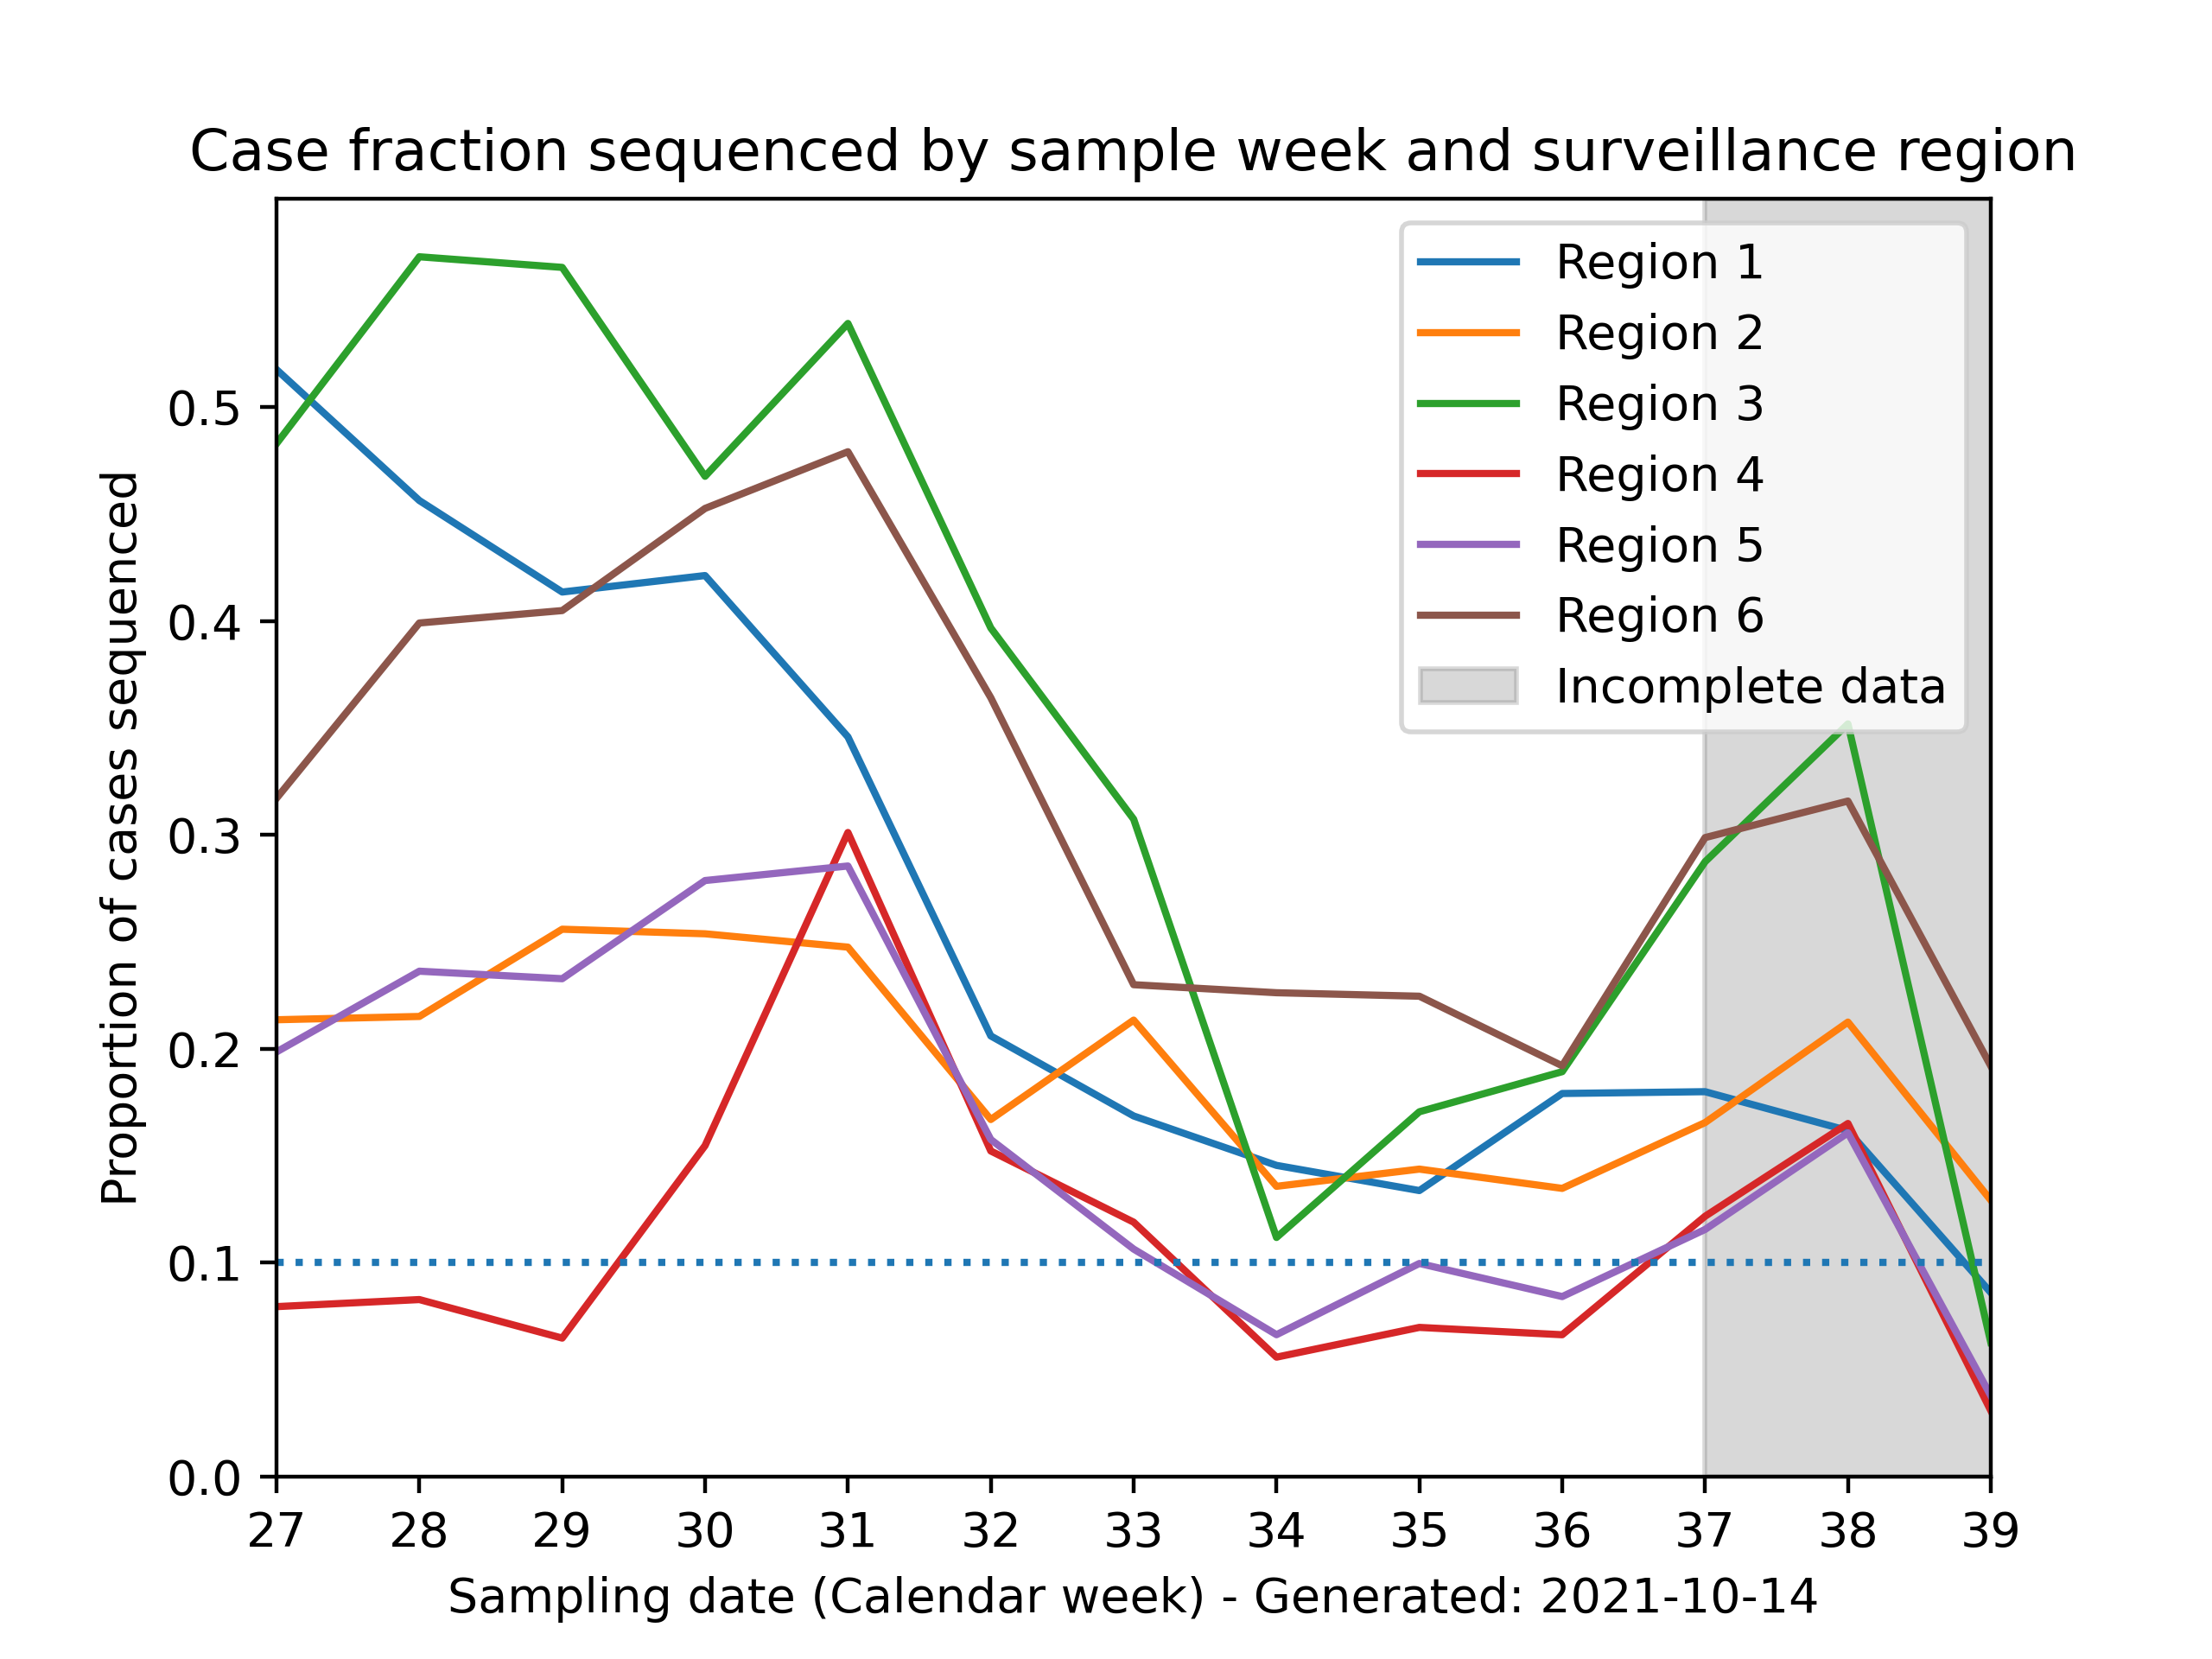 Case fraction sequenced by sample week and surveillance region
Region 1
Region 2
Region 3
Region 4
Region 5
Region 6
Incomplete data
Proportion of cases sequenced
0.5
0.4
0.3
0.2
0.1
0.0
27 28 29 30 31 32 33 34 35 36 37 38 39
Sampling date (Calendar week) - Generated: 2021-10-14